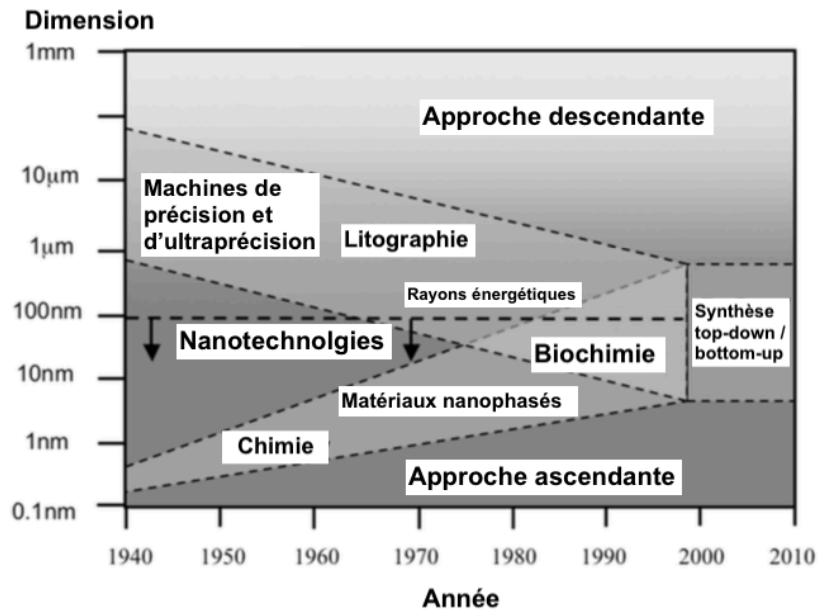 Dimension
1mm
Approche descendante
10µm
Machines de
précision et
d'ultraprécision
Litographie
1µm
Rayons énergétiques
100nm
Synthèse
top-down /
bottom-up
Nanotechnolgies
Biochimie
10nm
Matériaux nanophasés
1nm
Chimie
Approche ascendante
0.1nm
1940 1950 1960 1970 1980 1990 2000 2010
Année